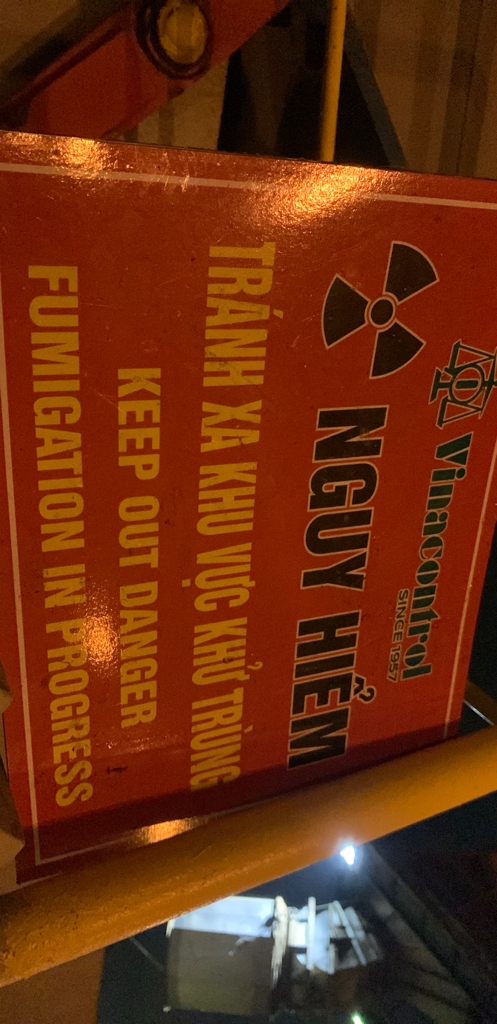 Vinacontrol
SINCE 1957
NGUY HIỂM
TRÁNH XA KHU VỰC KHỬ TRÙNG
KEEP OUT DANGER
FUMIGATION IN PROGRESS